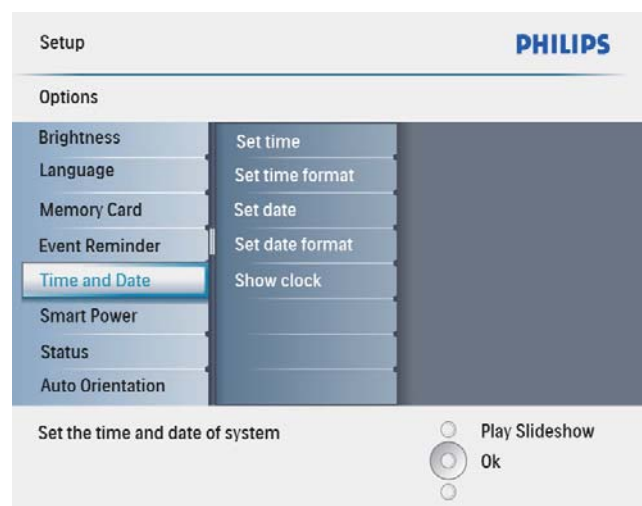 Setup
PHILIPS
Options
Brightness
Language
Memory Card
Event Reminder
Time and Date
Smart Power
Status
Auto Orientation
Set time
Set time format
Set date
Set date format
Show clock
Set the time and date of system
Play Slideshow
Ok